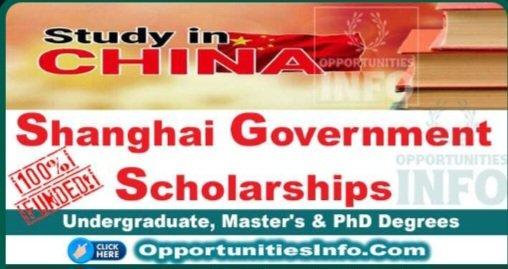 Study in
CHINA
OPPORTUNITIES
INFO
Shanghai Government
Scholarships
100%
FUNDED!
OPPORTUNITIES
INFO
Undergraduate, Master's & PhD Degrees
CLICK
HERE
OpportunitiesInfo.Com